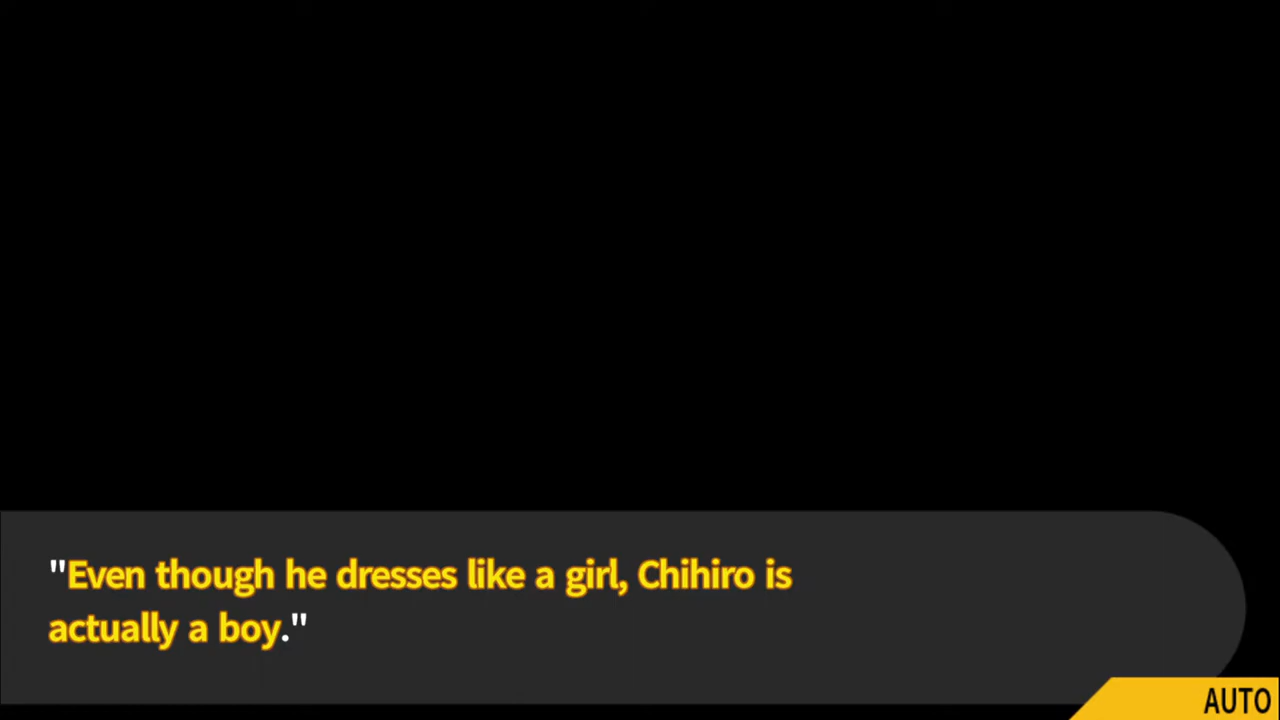 "Even though he dresses like a girl, Chihiro is
actually a boy."
AUTO